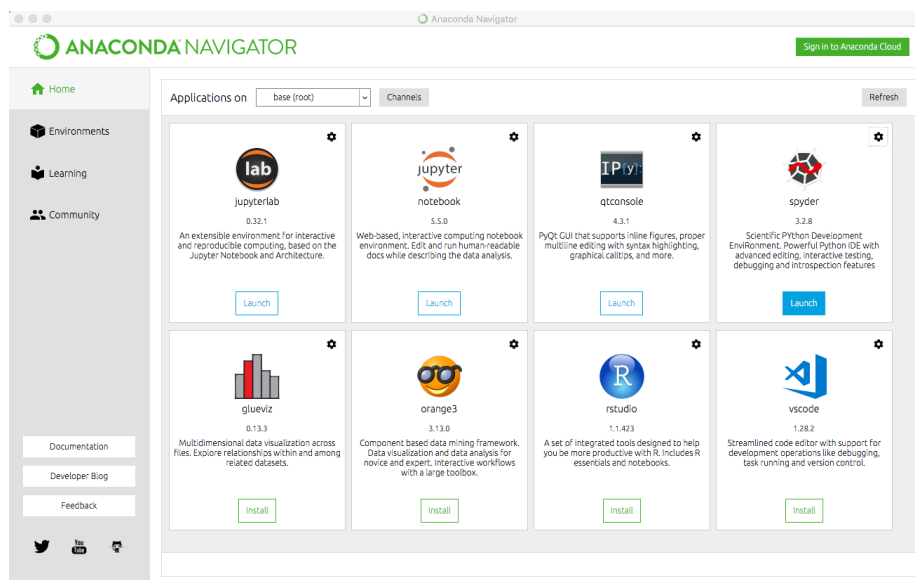 Anaconda Navigator
ANACONDA NAVIGATOR
Sign in to Anaconda Cloud
Home
Environments
Learning
Community
Documentation
Developer Blog
Feedback
You
Tube
Applications on
base (root)
Channels
Refresh
lab
jupyterlab
0.32.1
An extensible environment for interactive
and reproducible computing, based on the
Jupyter Notebook and Architecture.
Launch
jupyter
notebook
5.5.0
Web-based, interactive computing notebook
environment. Edit and run human-readable
docs while describing the data analysis.
Launch
IP[y]:
qtconsole
4.3.1
PyQt GUI that supports inline figures, proper
multiline editing with syntax highlighting,
graphical calltips, and more.
Launch
spyder
3.2.8
Scientific PYthon Development
EnviRonment. Powerful Python IDE with
advanced editing, interactive testing,
debugging and introspection features
Launch
glueviz
0.13.3
Multidimensional data visualization across
files. Explore relationships within and among
related datasets.
Install
orange3
3.13.0
Component based data mining framework.
Data visualization and data analysis for
novice and expert. Interactive workflows
with a large toolbox.
Install
R
rstudio
1.1.423
A set of integrated tools designed to help
you be more productive with R. Includes R
essentials and notebooks.
Install
vscode
1.28.2
Streamlined code editor with support for
development operations like debugging,
task running and version control.
Install